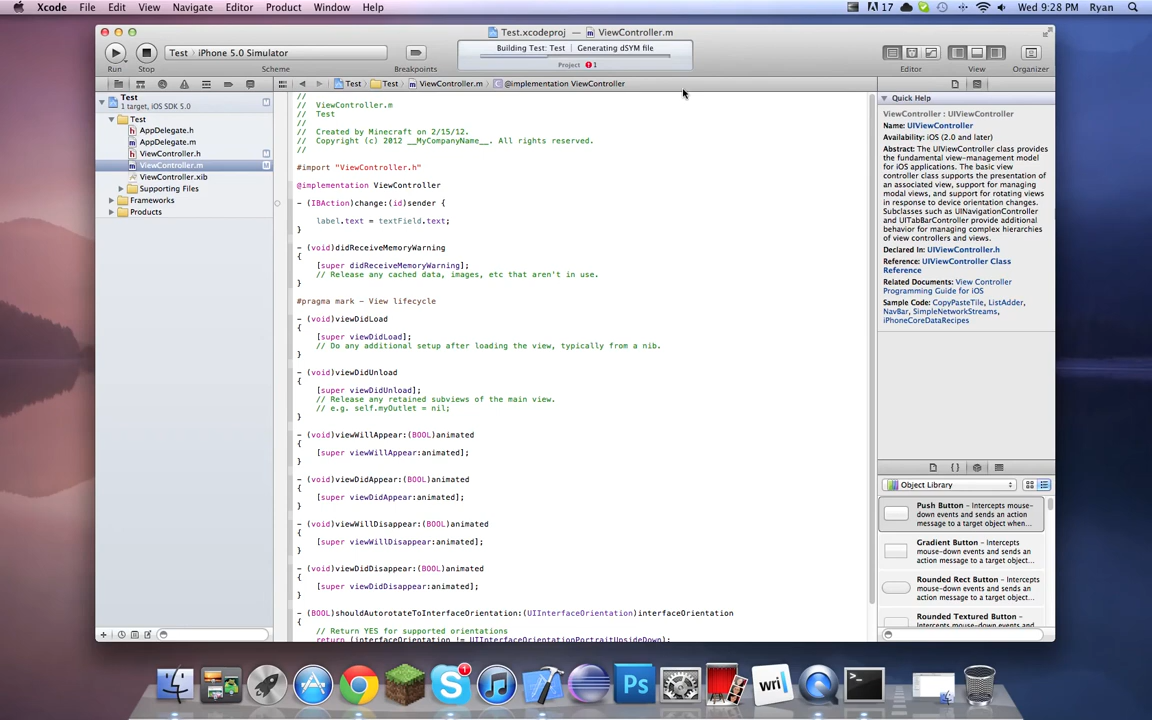 Xcode File Edit View Navigate Editor Product Window Help
17 Wed 9:28 PM Ryan
Test.xcodeproj — ViewController.m
Building Test: Test | Generating dSYM file
Project 1
Test iPhone 5.0 Simulator
Run Stop Scheme Breakpoints Editor View Organizer
Test Test ViewController.m @implementation ViewController
Test
1 target, iOS SDK 5.0
M
Test
AppDelegate.h
AppDelegate.m
ViewController.h M
ViewController.m M
ViewController.xib
Supporting Files
Frameworks
Products
//
// ViewController.m
// Test
//
// Created by Minecraft on 2/15/12.
// Copyright (c) 2012 __MyCompanyName__. All rights reserved.
//
#import "ViewController.h"
@implementation ViewController
- (IBAction)change:(id)sender {
label.text = textField.text;
}
- (void)didReceiveMemoryWarning
{
[super didReceiveMemoryWarning];
// Release any cached data, images, etc that aren't in use.
}
#pragma mark - View lifecycle
- (void)viewDidLoad
{
[super viewDidLoad];
// Do any additional setup after loading the view, typically from a nib.
}
- (void)viewDidUnload
{
[super viewDidUnload];
// Release any retained subviews of the main view.
// e.g. self.myOutlet = nil;
}
- (void)viewWillAppear:(BOOL)animated
{
[super viewWillAppear:animated];
}
- (void)viewDidAppear:(BOOL)animated
{
[super viewDidAppear:animated];
}
- (void)viewWillDisappear:(BOOL)animated
{
[super viewWillDisappear:animated];
}
- (void)viewDidDisappear:(BOOL)animated
{
[super viewDidDisappear:animated];
}
- (BOOL)shouldAutorotateToInterfaceOrientation:(UIInterfaceOrientation)interfaceOrientation
{
// Return YES for supported orientations
return (interfaceOrientation != UIInterfaceOrientationPortraitUpsideDown);
Quick Help
ViewController : UIViewController
Name: UIViewController
Availability: iOS (2.0 and later)
Abstract: The UIViewController class
provides the fundamental view-management model
for iOS applications. The basic view
controller class supports the presentation of
an associated view, support for managing
modal views, and support for rotating views
in response to device orientation changes.
Subclasses such as UINavigationController
and UITabBarController provide additional
behavior for managing complex hierarchies
of view controllers and views.
Declared In: UIViewController.h
Reference: UIViewController Class
Reference
Related Documents: View Controller
Programming Guide for iOS
Sample Code: CopyPasteTile, ListAdder,
NavBar, SimpleNetworkStreams,
iPhoneCoreDataRecipes
{}
Object Library
Push Button – Intercepts mouse-
down events and sends an action
message to a target object when...
Gradient Button – Intercepts
mouse-down events and sends an
action message to a target object...
Rounded Rect Button – Intercepts
mouse-down events and sends an
action message to a target object...
Rounded Textured Button –
1
Ps
wri
>_